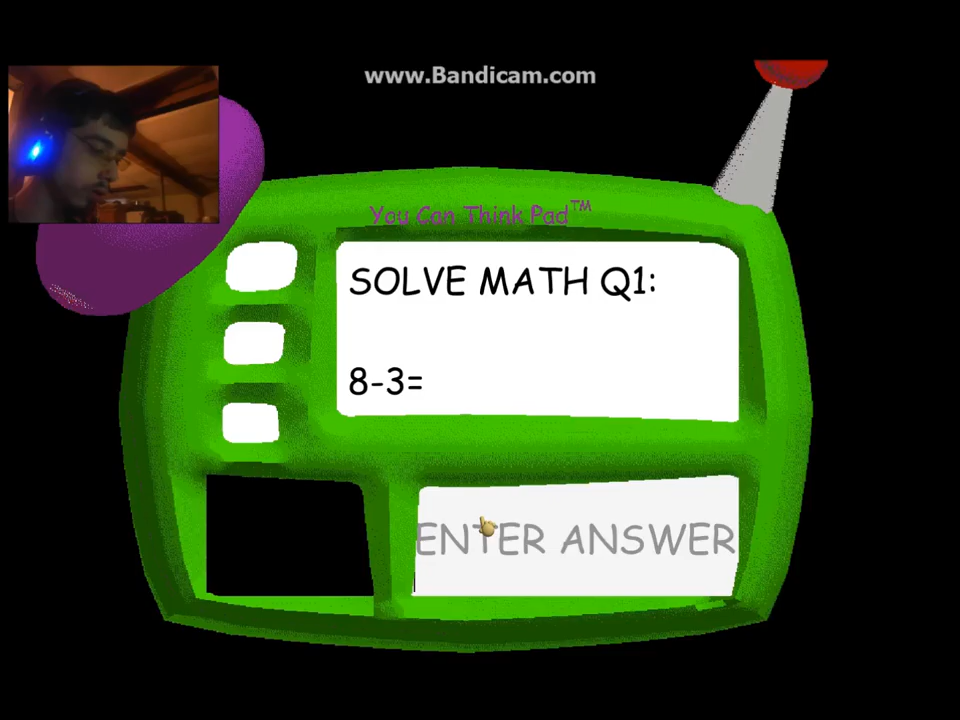 www.Bandicam.com
You Can Think Pad™
SOLVE MATH Q1:
8-3=
ENTER ANSWER